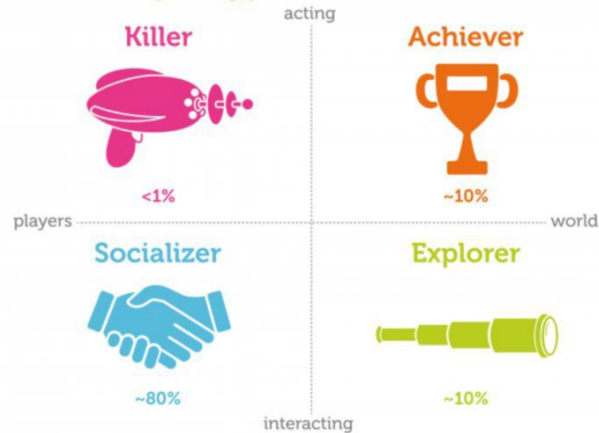 acting
Killer
Achiever
<1%
~10%
players
world
Socializer
Explorer
~80%
~10%
interacting